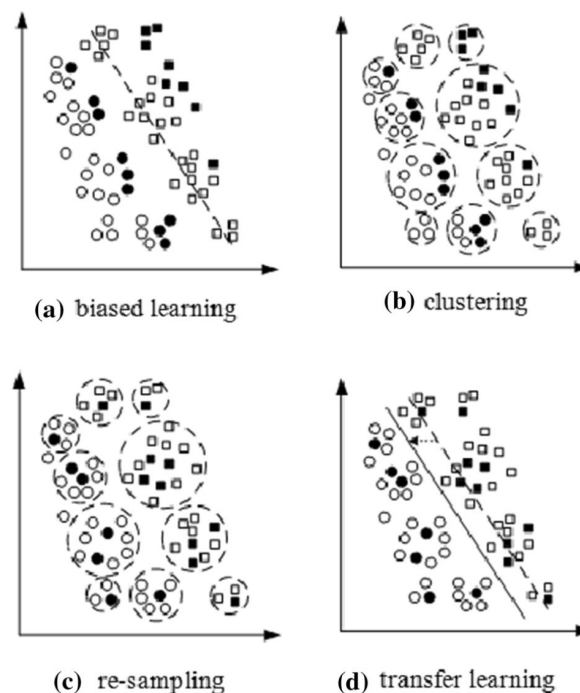 (a) biased learning
(b) clustering
(c) re-sampling
(d) transfer learning